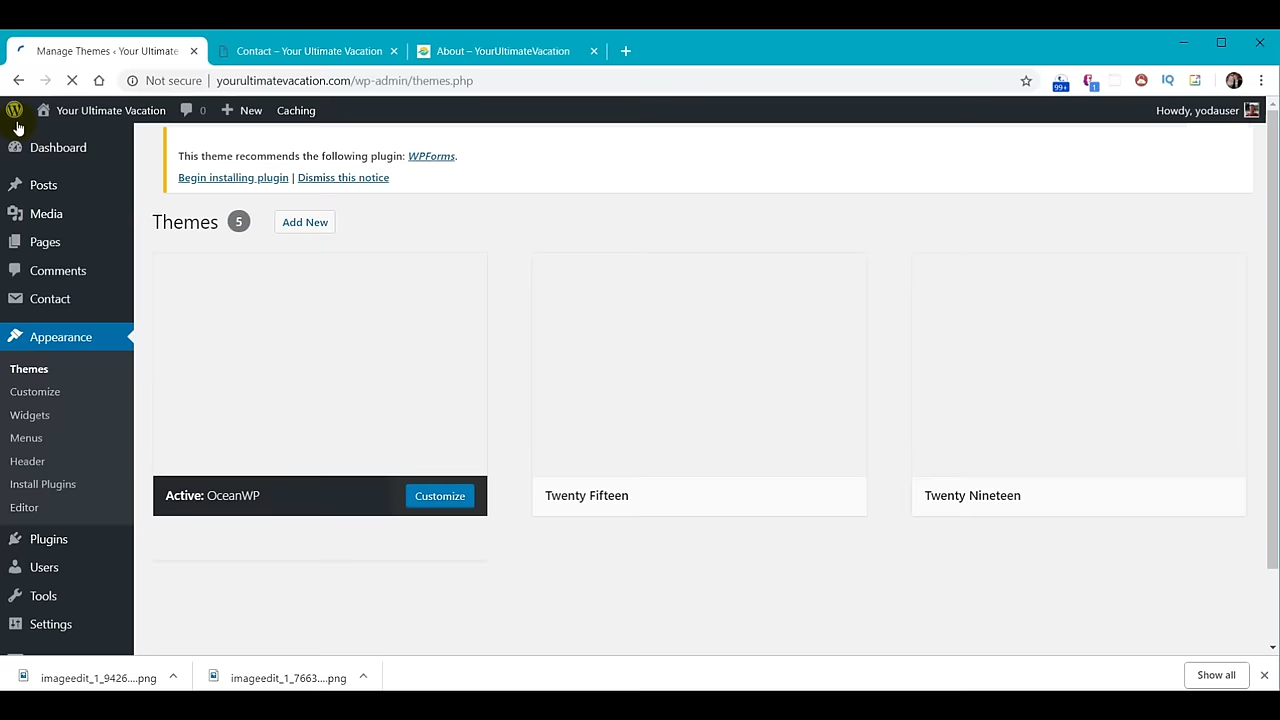 Manage Themes ‹ Your Ultimate
Contact – Your Ultimate Vacation
About – YourUltimateVacation
Not secure
yourultimatevacation.com/wp-admin/themes.php
99+
1
IQ
Your Ultimate Vacation
0
New
Caching
Howdy, yodauser
Dashboard
Posts
Media
Pages
Comments
Contact
Appearance
Themes
Customize
Widgets
Menus
Header
Install Plugins
Editor
Plugins
Users
Tools
Settings
This theme recommends the following plugin: WPForms.
Begin installing plugin | Dismiss this notice
Themes 5 Add New
Active: OceanWP
Customize
Twenty Fifteen
Twenty Nineteen
imageedit_1_9426....png
imageedit_1_7663....png
Show all